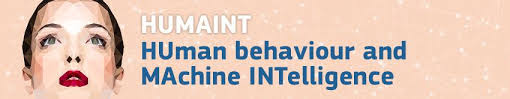 HUMAINT
HUman behaviour and
MAchine INTelligence